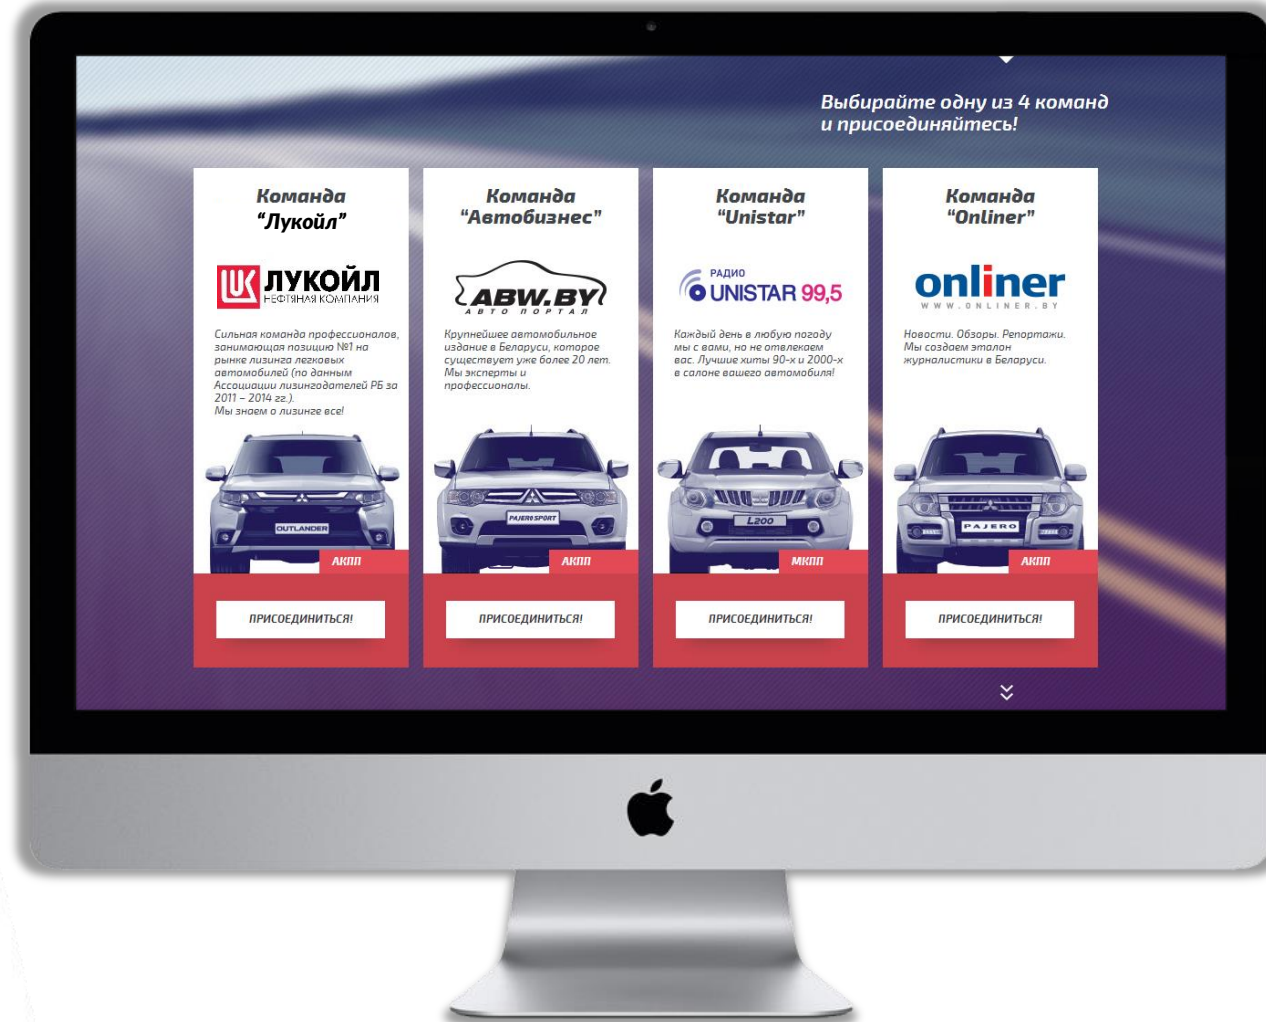 Выбирайте одну из 4 команд
и присоединяйтесь!
Команда
“Лукойл”
ЛУКОЙЛ
НЕФТЯНАЯ КОМПАНИЯ
Сильная команда профессионалов,
занимающая позицию №1 на
рынке лизинга легковых
автомобилей (по данным
Ассоциации лизингодателей РБ за
2011 – 2014 гг.).
Мы знаем о лизинге все!
OUTLANDER
АКПП
ПРИСОЕДИНИТЬСЯ!
Команда
“Автобизнес”
ABW.BY
АВТО ПОРТАЛ
Крупнейшее автомобильное
издание в Беларуси, которое
существует уже более 20 лет.
Мы эксперты и
профессионалы.
PAJERO SPORT
АКПП
ПРИСОЕДИНИТЬСЯ!
Команда
“Unistar”
РАДИО
UNISTAR 99,5
Каждый день в любую погоду
мы с вами, но не отвлекаем
вас. Лучшие хиты 90-х и 2000-х
в салоне вашего автомобиля!
L200
МКПП
ПРИСОЕДИНИТЬСЯ!
Команда
“Onliner”
onliner
WWW.ONLINER.BY
Новости. Обзоры. Репортажи.
Мы создаем эталон
журналистики в Беларуси.
PAJERO
АКПП
ПРИСОЕДИНИТЬСЯ!